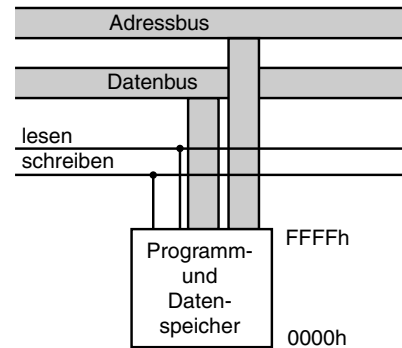 Adressbus
Datenbus
lesen
schreiben
FFFFh
Programm-
und
Daten-
speicher
0000h